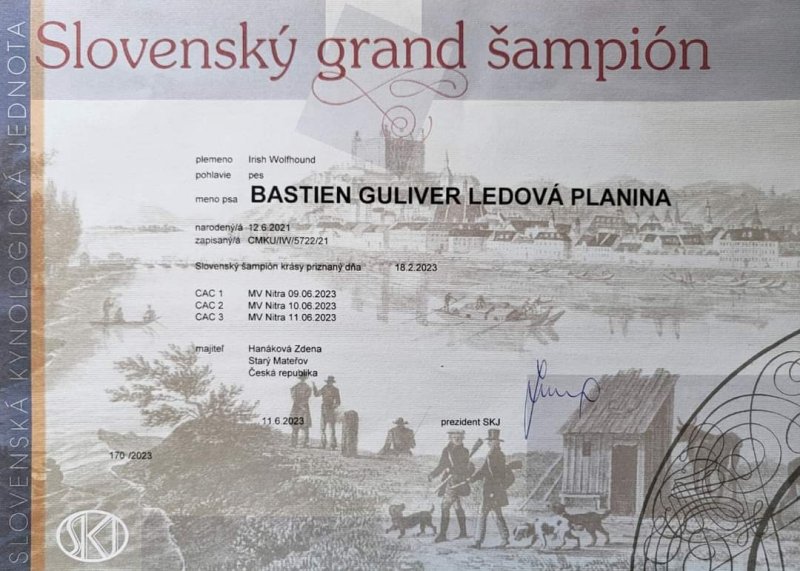 Slovenský grand šampión
SLOVENSKÁ KYNOLOGICKÁ JEDNOTA
plemeno Irish Wolfhound
pohlavie pes
meno psa BASTIEN GULIVER LEDOVÁ PLANINA
narodený/á 12.6.2021
zapísaný/á CMKU/IW/5722/21
Slovenský šampión krásy priznaný dňa 18.2.2023
CAC 1 MV Nitra 09.06.2023
CAC 2 MV Nitra 10.06.2023
CAC 3 MV Nitra 11.06.2023
majiteľ Hanáková Zdena
Starý Mateřov
Česká republika
11.6.2023 prezident SKJ
170 /2023
SKJ